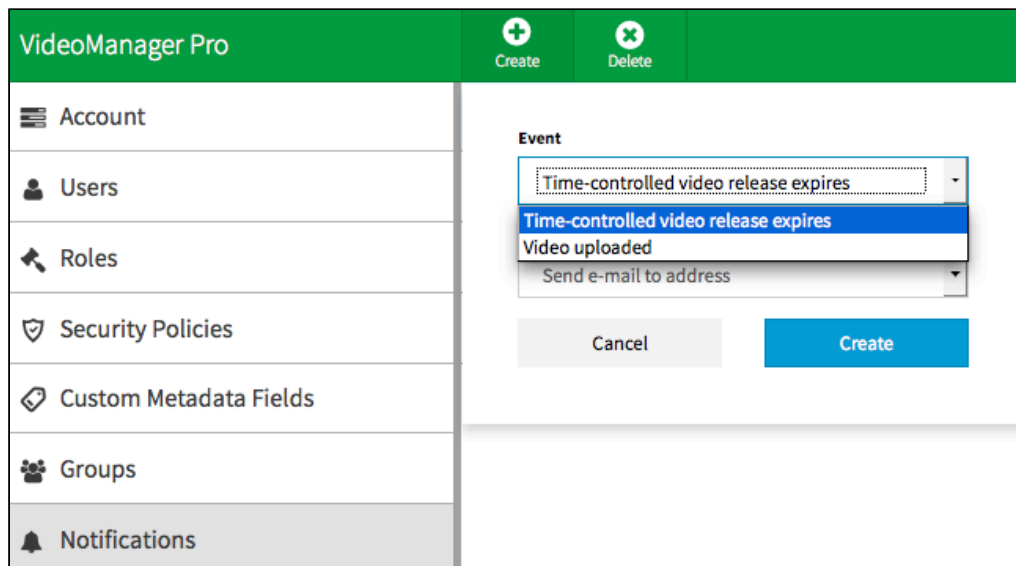 VideoManager Pro
Create
Delete
Account
Users
Roles
Security Policies
Custom Metadata Fields
Groups
Notifications
Event
Time-controlled video release expires
Time-controlled video release expires
Video uploaded
Send e-mail to address
Cancel
Create